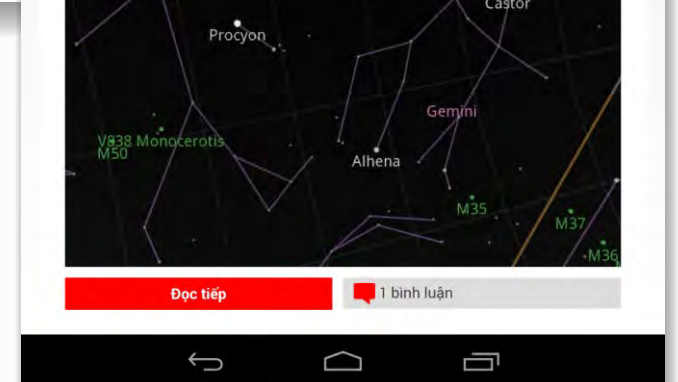 Castor
Procyon
Gemini
V838 Monocerotis
M50
Alhena
M35
M37
M36
Đọc tiếp
1 bình luận